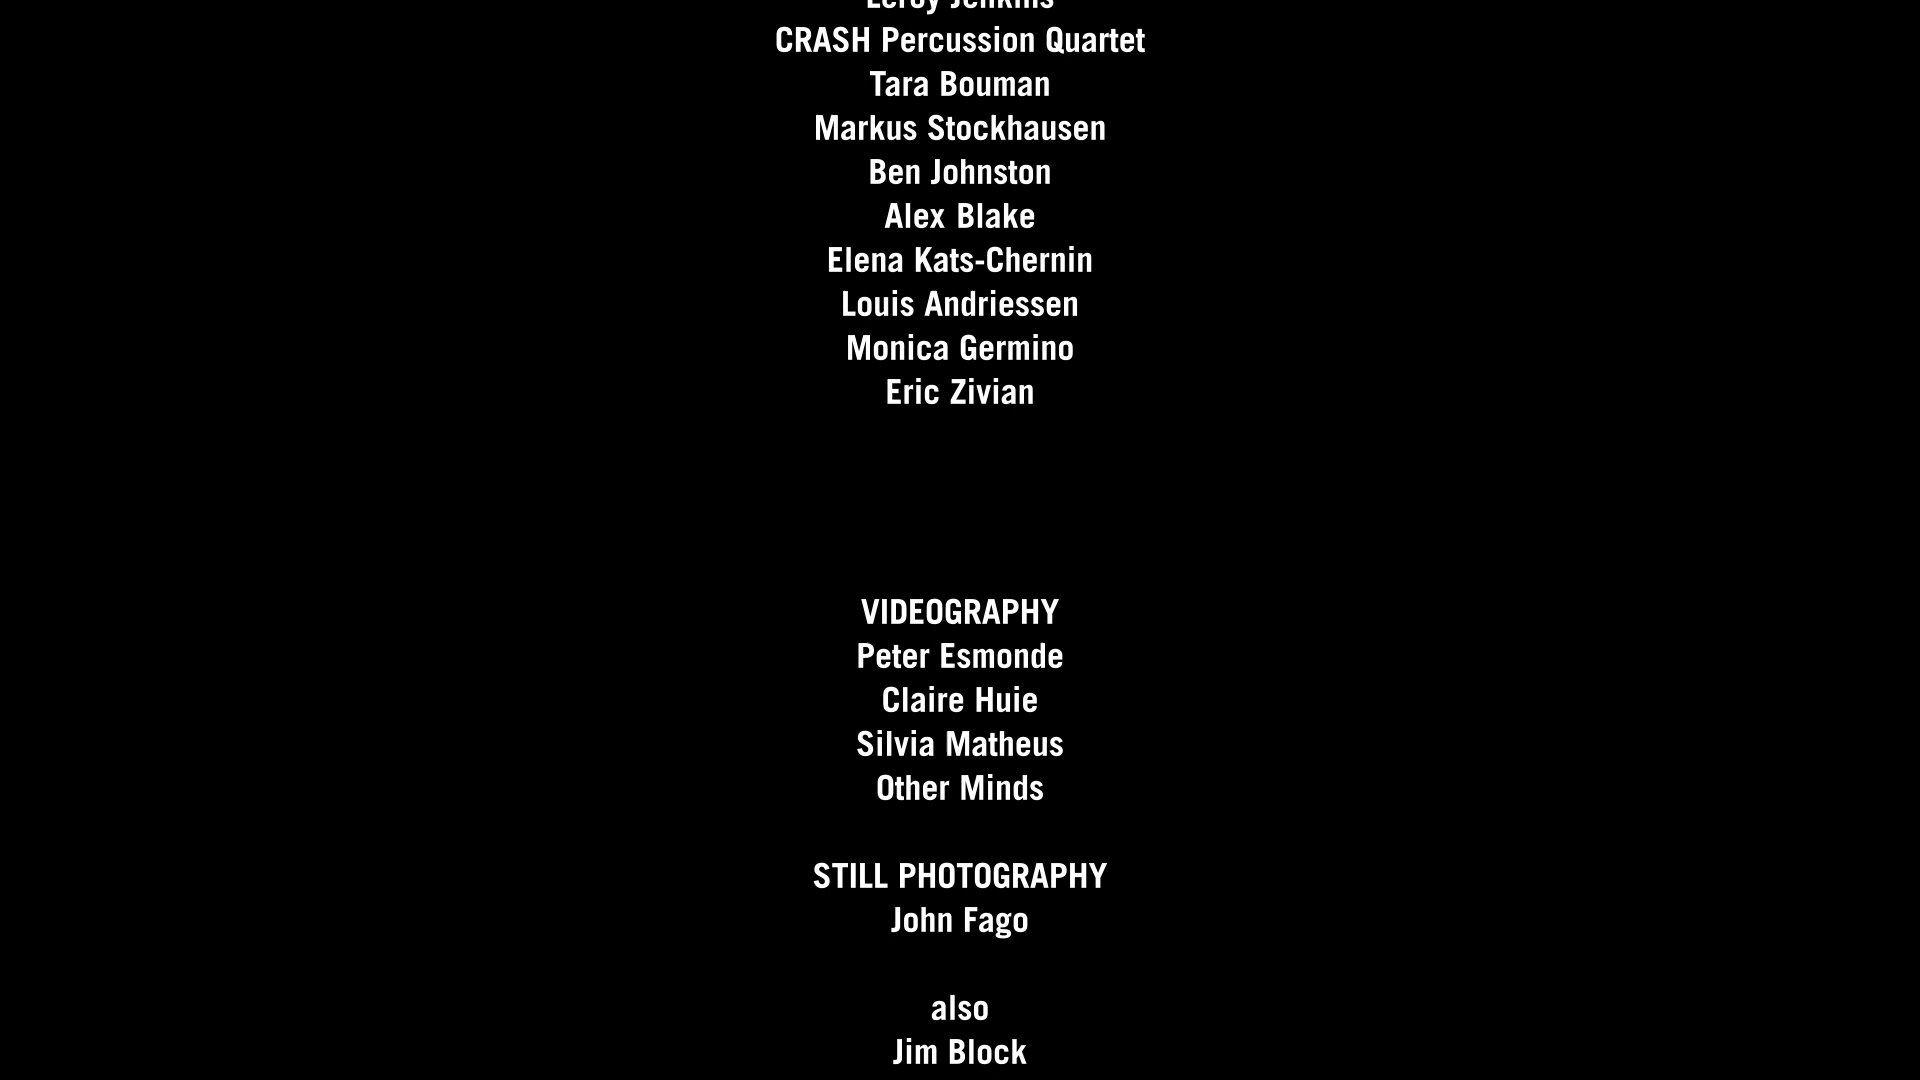 Leroy Jenkins
CRASH Percussion Quartet
Tara Bouman
Markus Stockhausen
Ben Johnston
Alex Blake
Elena Kats-Chernin
Louis Andriessen
Monica Germino
Eric Zivian
VIDEOGRAPHY
Peter Esmonde
Claire Huie
Silvia Matheus
Other Minds
STILL PHOTOGRAPHY
John Fago
also
Jim Block